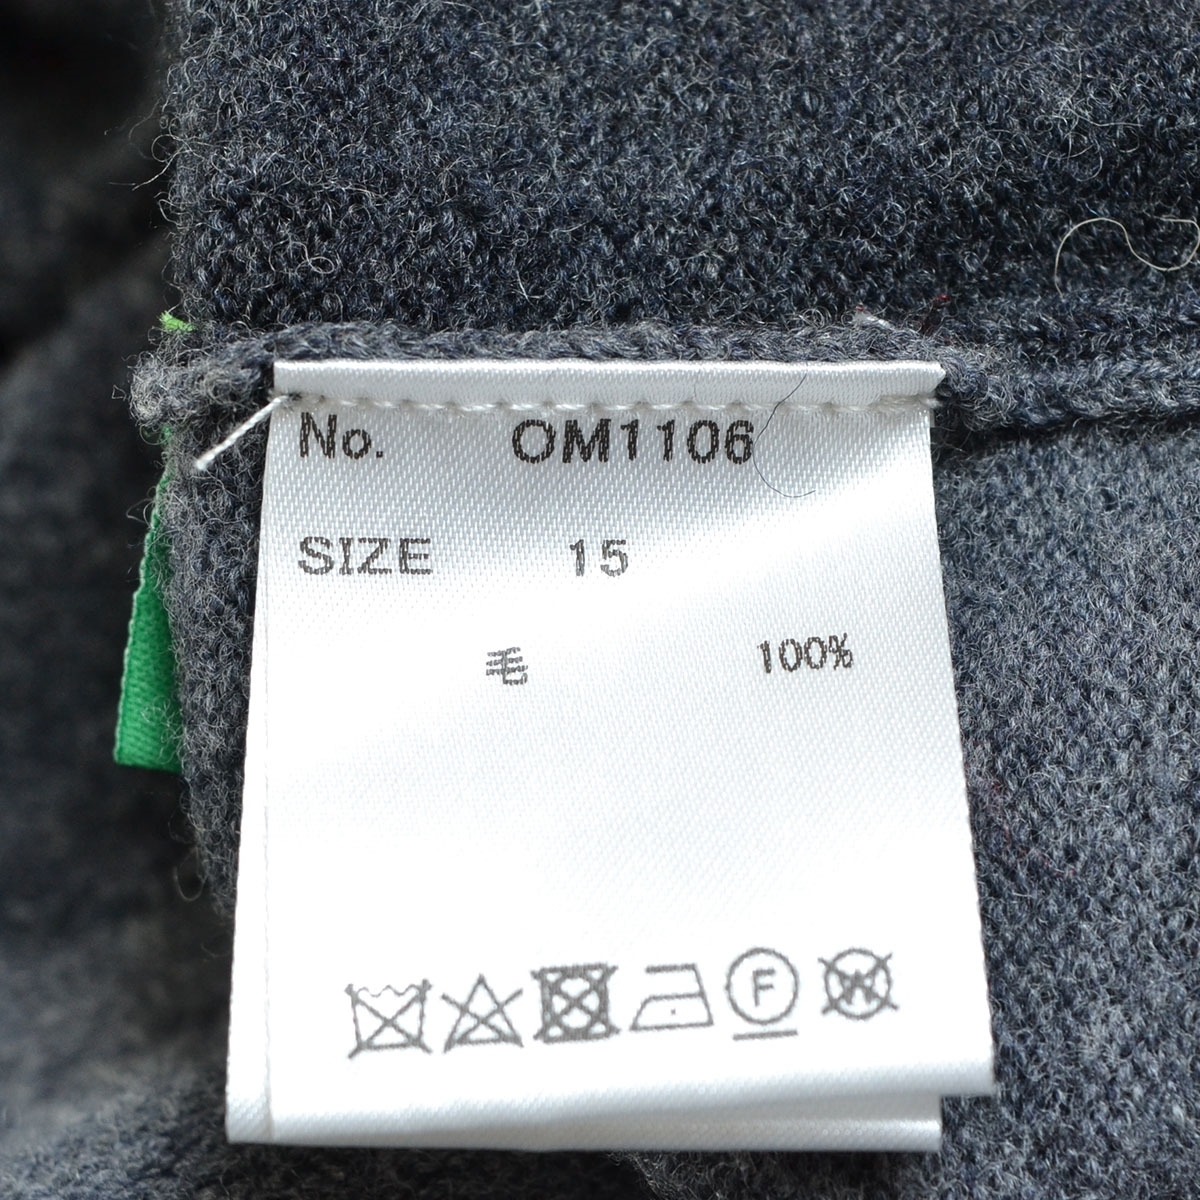 No. OM1106
SIZE 15
毛 100%
F
W